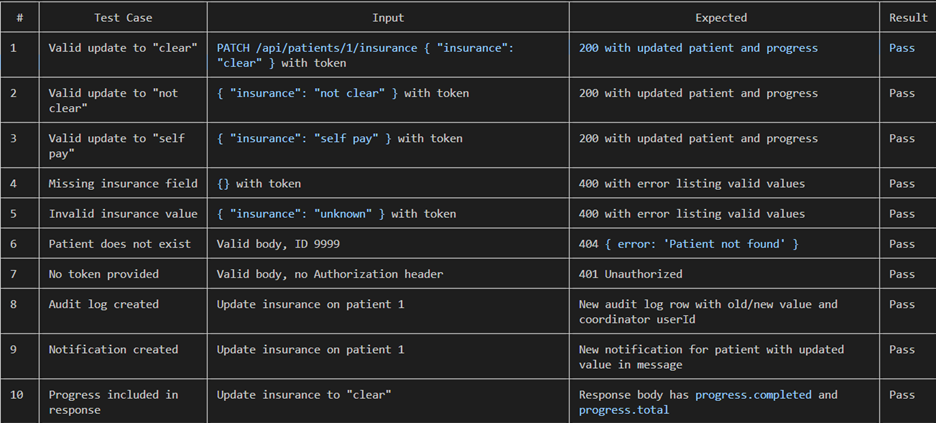 # Test Case Input Expected Result
1 Valid update to "clear" PATCH /api/patients/1/insurance { "insurance": 200 with updated patient and progress Pass
"clear" } with token
2 Valid update to "not { "insurance": "not clear" } with token 200 with updated patient and progress Pass
clear"
3 Valid update to "self { "insurance": "self pay" } with token 200 with updated patient and progress Pass
pay"
4 Missing insurance field {} with token 400 with error listing valid values Pass
5 Invalid insurance value { "insurance": "unknown" } with token 400 with error listing valid values Pass
6 Patient does not exist Valid body, ID 9999 404 { error: 'Patient not found' } Pass
7 No token provided Valid body, no Authorization header 401 Unauthorized Pass
8 Audit log created Update insurance on patient 1 New audit log row with old/new value and Pass
coordinator userId
9 Notification created Update insurance on patient 1 New notification for patient with updated Pass
value in message
10 Progress included in Update insurance to "clear" Response body has progress.completed and Pass
response progress.total